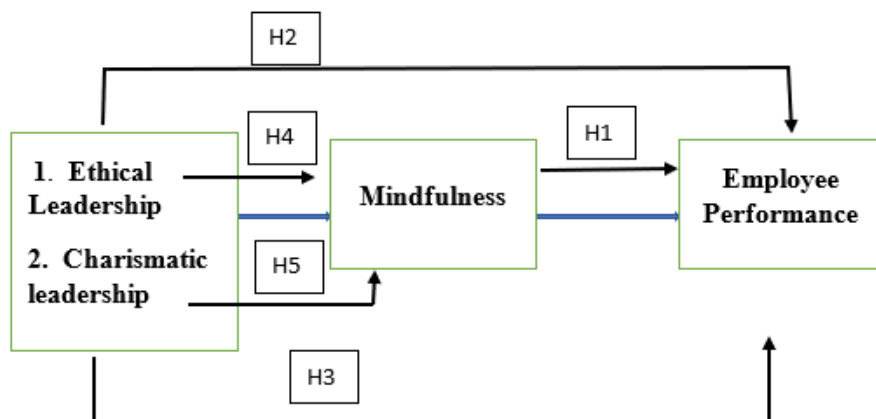 H2
H4
H1
1. Ethical
Leadership
Mindfulness
Employee
Performance
2. Charismatic
leadership
H5
H3